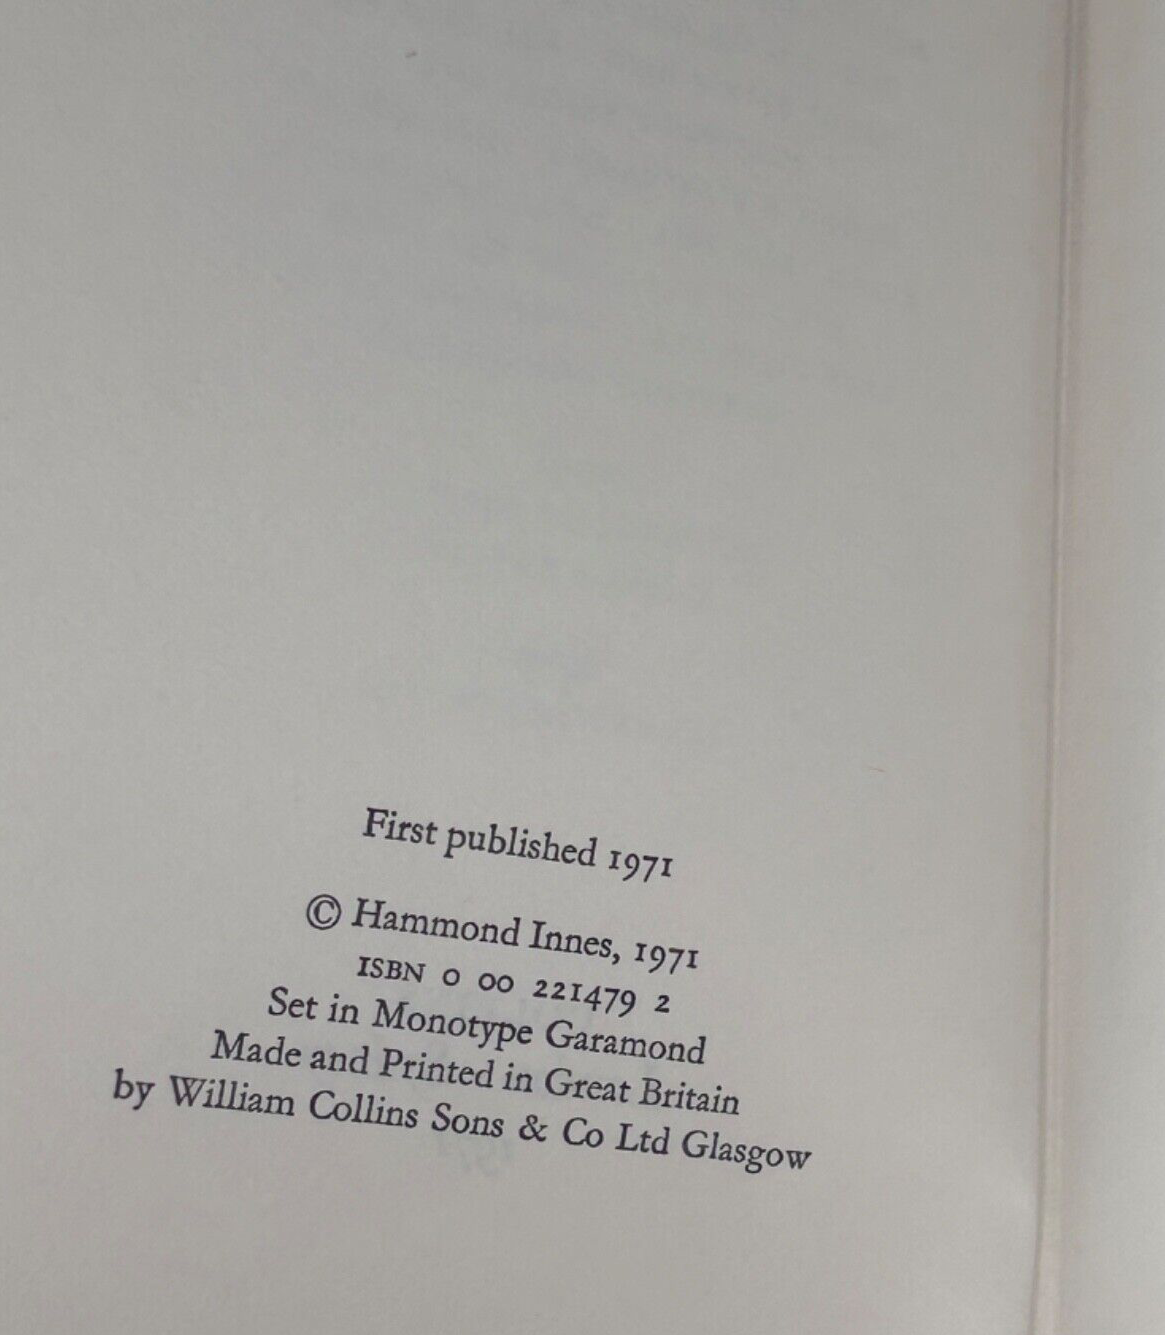 First published 1971
© Hammond Innes, 1971
ISBN 0 00 221479 2
Set in Monotype Garamond
Made and Printed in Great Britain
by William Collins Sons & Co Ltd Glasgow